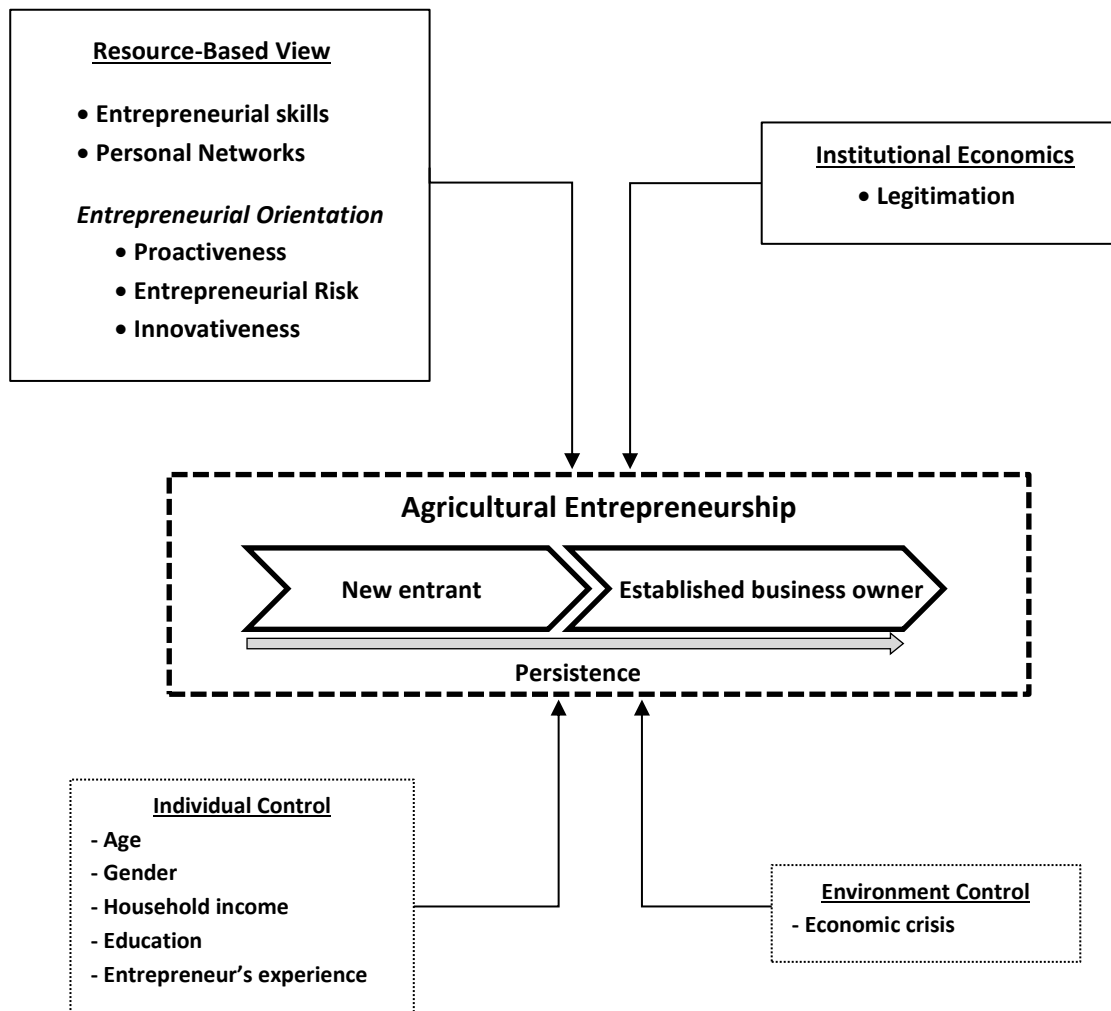 Resource-Based View
• Entrepreneurial skills
• Personal Networks
Entrepreneurial Orientation
• Proactiveness
• Entrepreneurial Risk
• Innovativeness
Institutional Economics
• Legitimation
Agricultural Entrepreneurship
New entrant
Established business owner
Persistence
Individual Control
- Age
- Gender
- Household income
- Education
- Entrepreneur’s experience
Environment Control
- Economic crisis